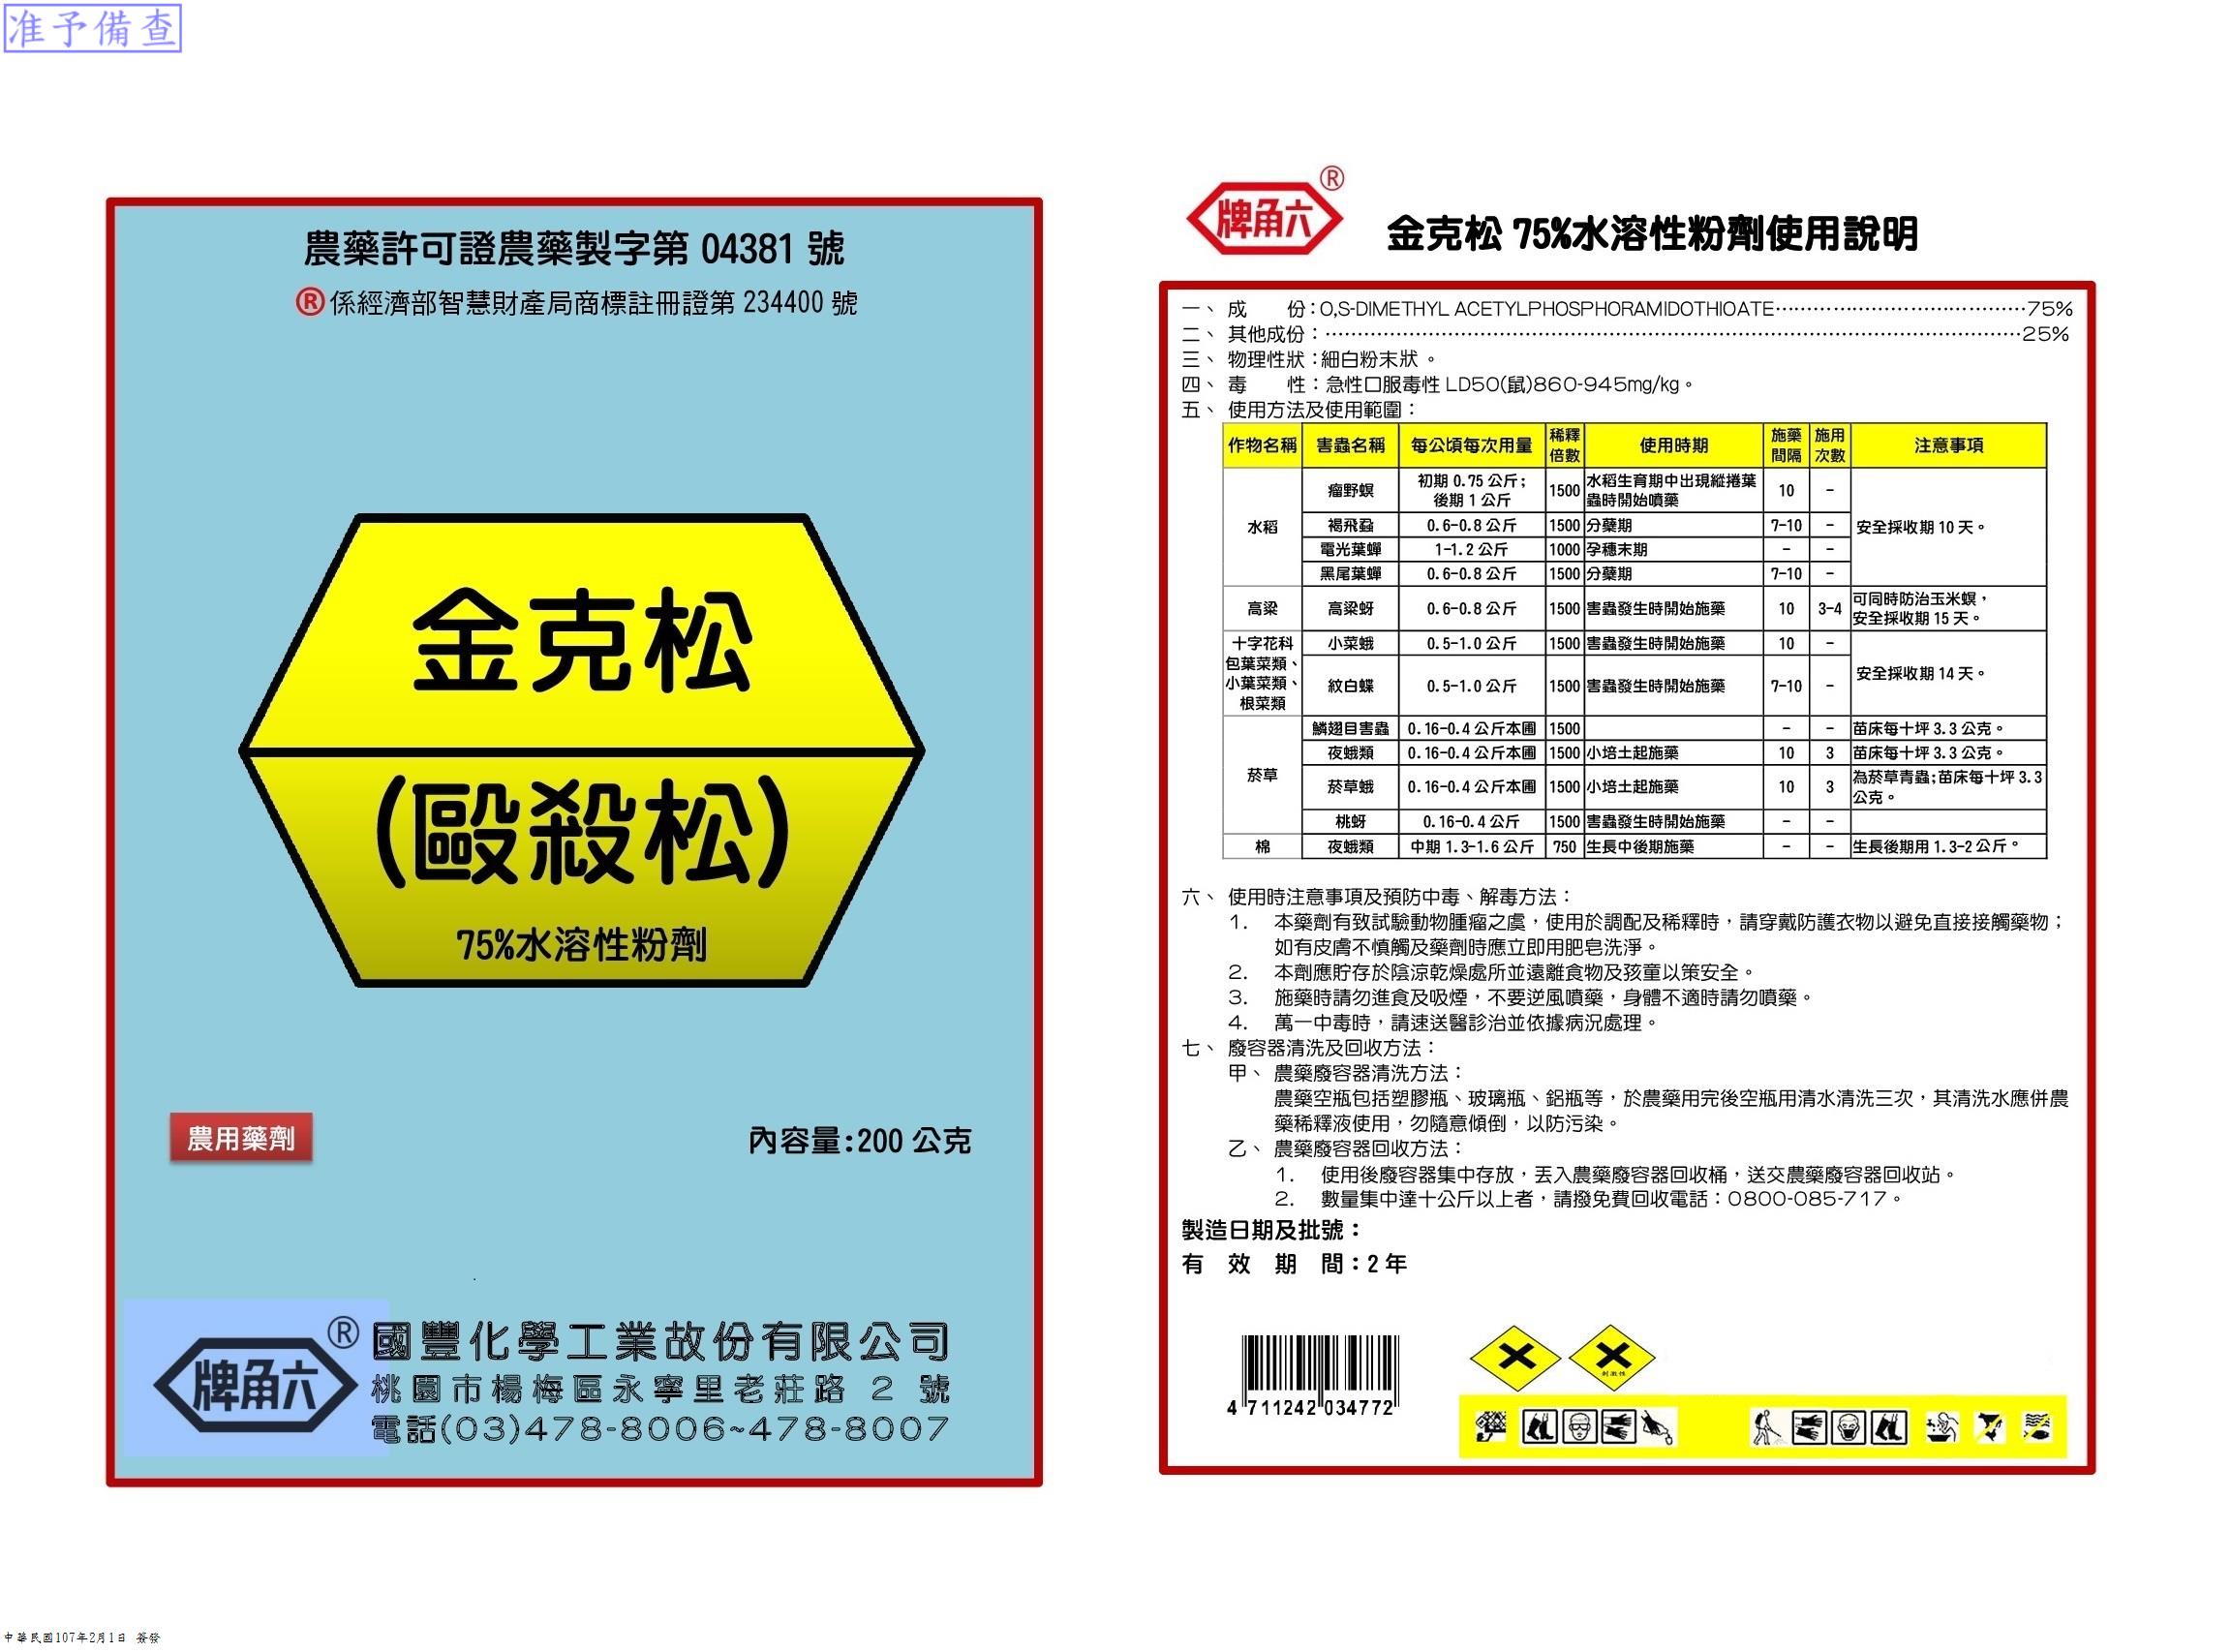 准予備查
農藥許可證農藥製字第 04381 號
®係經濟部智慧財產局商標註冊證第 234400 號
金克松
(毆殺松)
75%水溶性粉劑
農用藥劑
內容量:200 公克
牌角六®
國豐化學工業股份有限公司
桃園市楊梅區永寧里老莊路 2 號
電話(03)478-8006~478-8007
牌角六®
金克松 75%水溶性粉劑使用說明
一、成　　份：O,S-DIMETHYL ACETYLPHOSPHORAMIDOTHIOATE……………………………75%
二、其他成份：………………………………………………………………………………25%
三、物理性狀：細白粉末狀。
四、毒　　性：急性口服毒性 LD50(鼠)860-945mg/kg。
五、使用方法及使用範圍：
作物名稱 害蟲名稱 每公頃每次用量 稀釋倍數 使用時期 施藥間隔 施用次數 注意事項
水稻 瘤野螟 初期 0.75 公斤；後期 1 公斤 1500 水稻生育期中出現縱捲葉蟲時開始噴藥 10 - 安全採收期 10 天。
褐飛蝨 0.6-0.8 公斤 1500 分蘗期 7-10 -
電光葉蟬 1-1.2 公斤 1000 孕穗末期 - -
黑尾葉蟬 0.6-0.8 公斤 1500 分蘗期 7-10 -
高梁 高梁蚜 0.6-0.8 公斤 1500 害蟲發生時開始施藥 10 3-4 可同時防治玉米螟，安全採收期 15 天。
十字花科包葉菜類、小葉菜類、根菜類 小菜蛾 0.5-1.0 公斤 1500 害蟲發生時開始施藥 10 - 安全採收期 14 天。
紋白蝶 0.5-1.0 公斤 1500 害蟲發生時開始施藥 7-10 -
菸草 鱗翅目害蟲 0.16-0.4 公斤本圃 1500 - - 苗床每十坪 3.3 公克。
夜蛾類 0.16-0.4 公斤本圃 1500 小培土起施藥 10 3 苗床每十坪 3.3 公克。
菸草蛾 0.16-0.4 公斤本圃 1500 小培土起施藥 10 3 為菸草青蟲;苗床每十坪 3.3 公克。
桃蚜 0.16-0.4 公斤 1500 害蟲發生時開始施藥 - -
棉 夜蛾類 中期 1.3-1.6 公斤 750 生長中後期施藥 - - 生長後期用 1.3-2 公斤。
六、使用時注意事項及預防中毒、解毒方法：
1. 本藥劑有致試驗動物腫瘤之虞，使用於調配及稀釋時，請穿戴防護衣物以避免直接接觸藥物；
如有皮膚不慎觸及藥劑時應立即用肥皂洗淨。
2. 本劑應貯存於陰涼乾燥處所並遠離食物及孩童以策安全。
3. 施藥時請勿進食及吸煙，不要逆風噴藥，身體不適時請勿噴藥。
4. 萬一中毒時，請速送醫診治並依據病況處理。
七、廢容器清洗及回收方法：
甲、農藥廢容器清洗方法：
農藥空瓶包括塑膠瓶、玻璃瓶、鋁瓶等，於農藥用完後空瓶用清水清洗三次，其清洗水應併農
藥稀釋液使用，勿隨意傾倒，以防污染。
乙、農藥廢容器回收方法：
1. 使用後廢容器集中存放，丟入農藥廢容器回收桶，送交農藥廢容器回收站。
2. 數量集中達十公斤以上者，請撥免費回收電話：0800-085-717。
製造日期及批號：
有　效　期　間：2 年
4 711242 034772
刺激性
中華民國107年2月1日 簽發